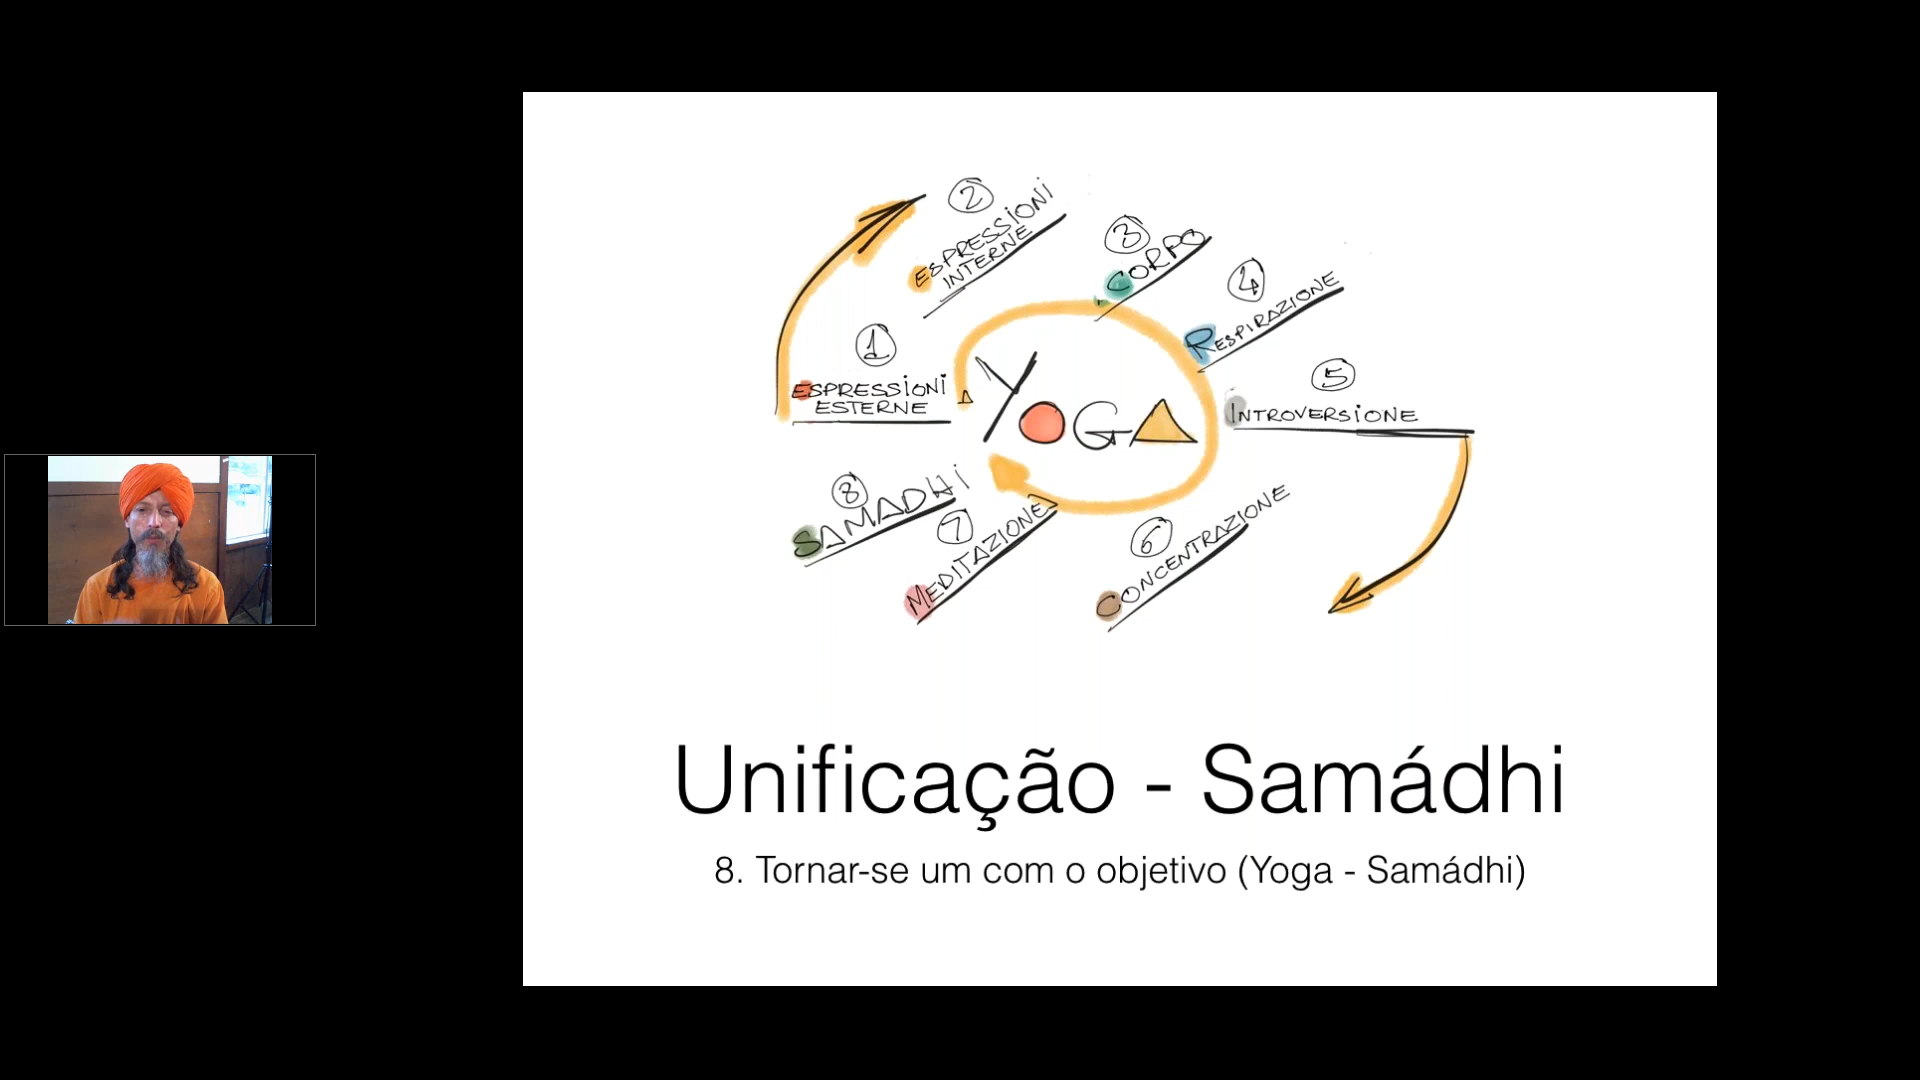 2
ESPRESSIONI
INTERNE
3
CORPO
4
RESPIRAZIONE
1
ESPRESSIONI
ESTERNE
YOGA
5
INTROVERSIONE
8
SAMADHI
7
MEDITAZIONE
6
CONCENTRAZIONE
Unificação - Samádhi
8. Tornar-se um com o objetivo (Yoga - Samádhi)